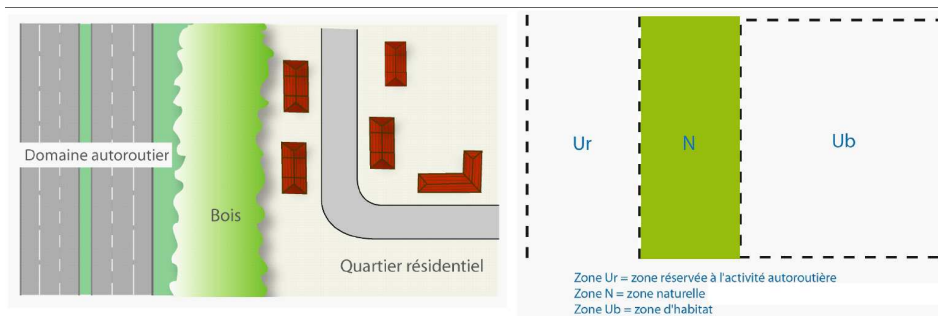 Domaine autoroutier
Bois
Quartier résidentiel
Ur
N
Ub
Zone Ur = zone réservée à l'activité autoroutière
Zone N = zone naturelle
Zone Ub = zone d'habitat